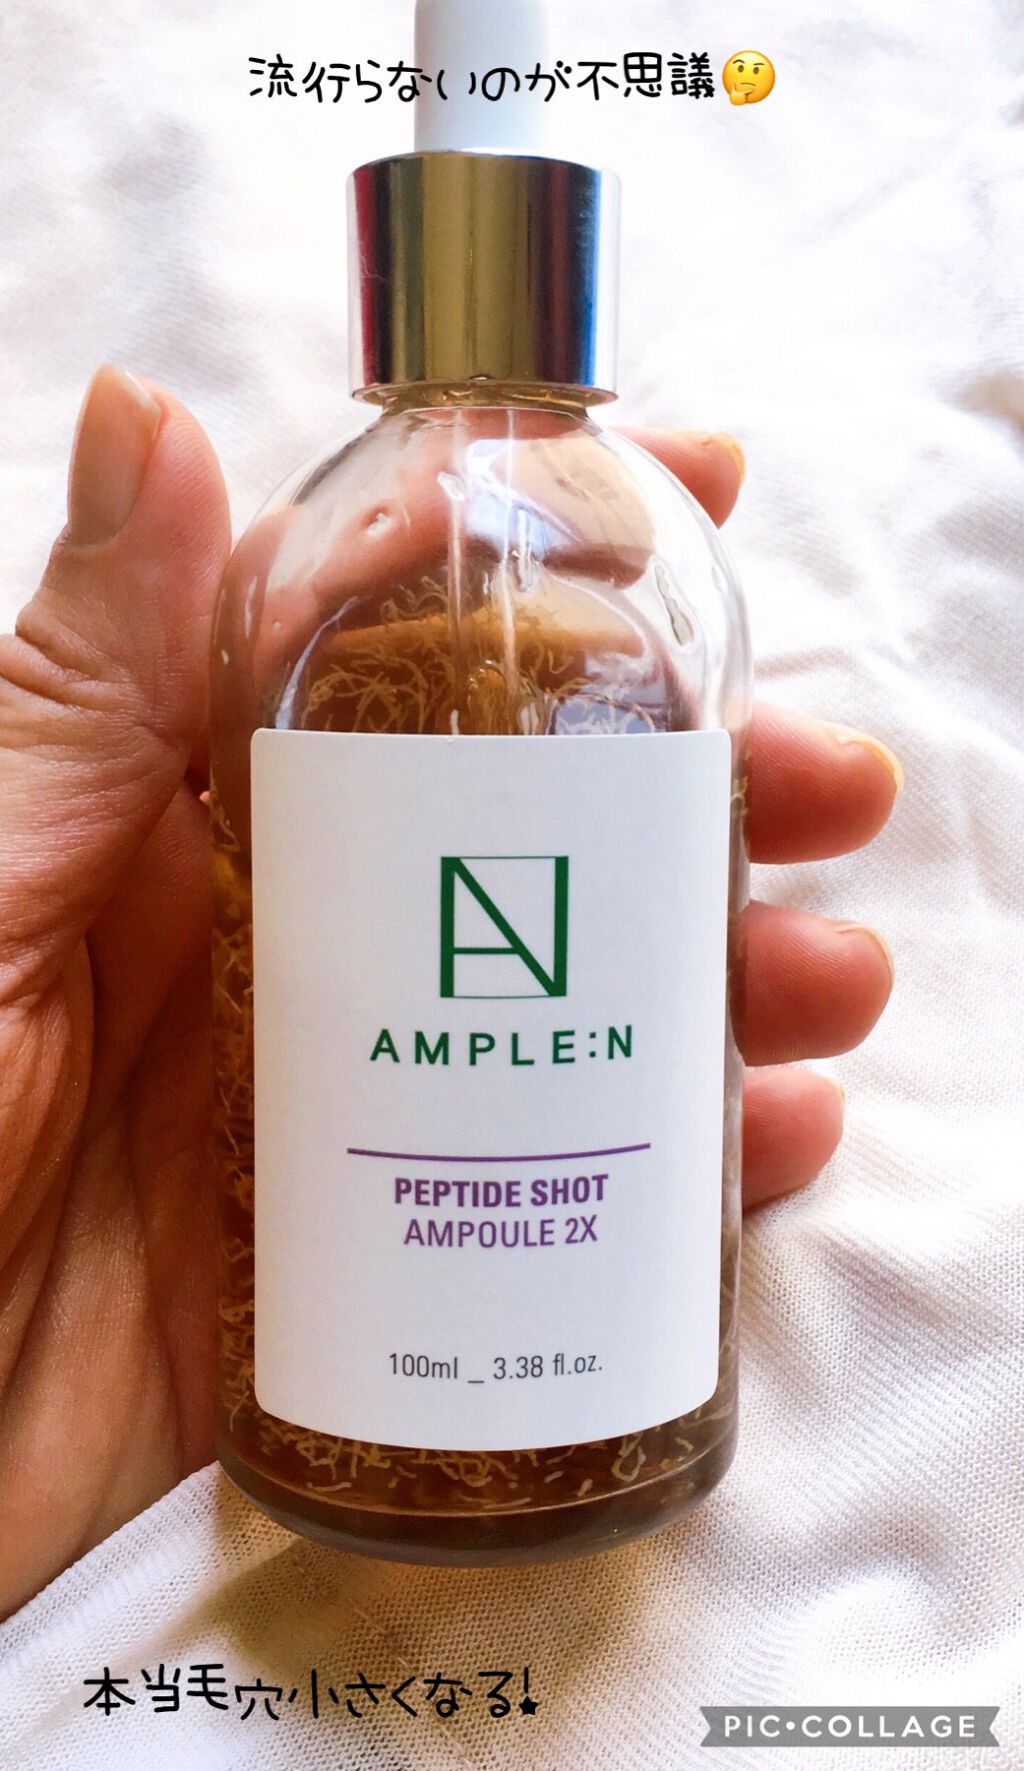 流行らないのが不思議🤔
AN
AMPLE:N
PEPTIDE SHOT
AMPOULE 2X
100ml _ 3.38 fl.oz.
本当毛穴小さくなる!
PIC•COLLAGE